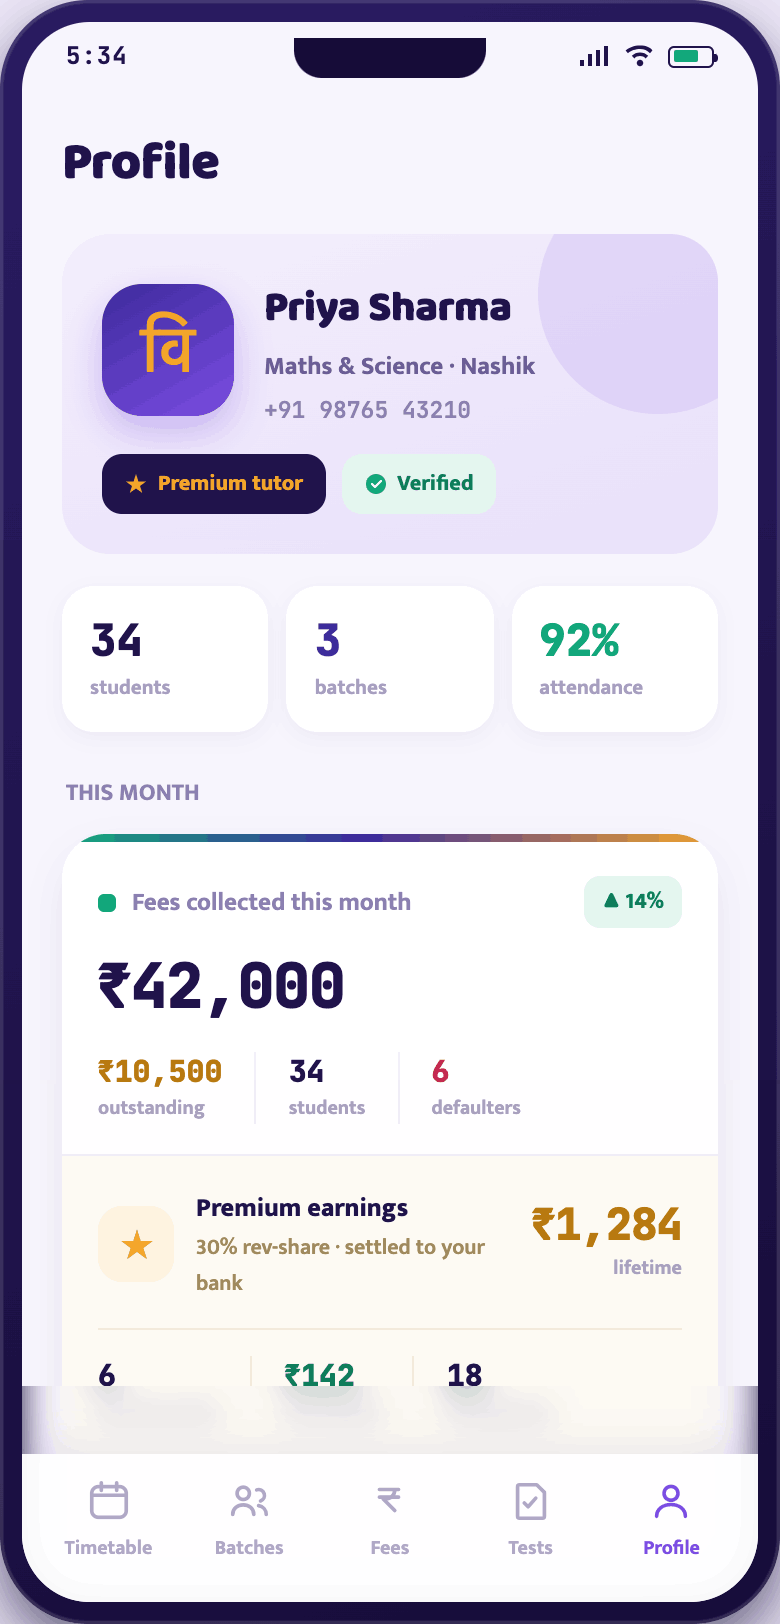 5:34
Profile
वि
Priya Sharma
Maths & Science · Nashik
+91 98765 43210
★ Premium tutor
Verified
34
students
3
batches
92%
attendance
THIS MONTH
Fees collected this month
▲ 14%
₹42,000
₹10,500
outstanding
34
students
6
defaulters
Premium earnings
30% rev-share · settled to your
bank
₹1,284
lifetime
6
₹142
18
Timetable
Batches
₹
Fees
Tests
Profile